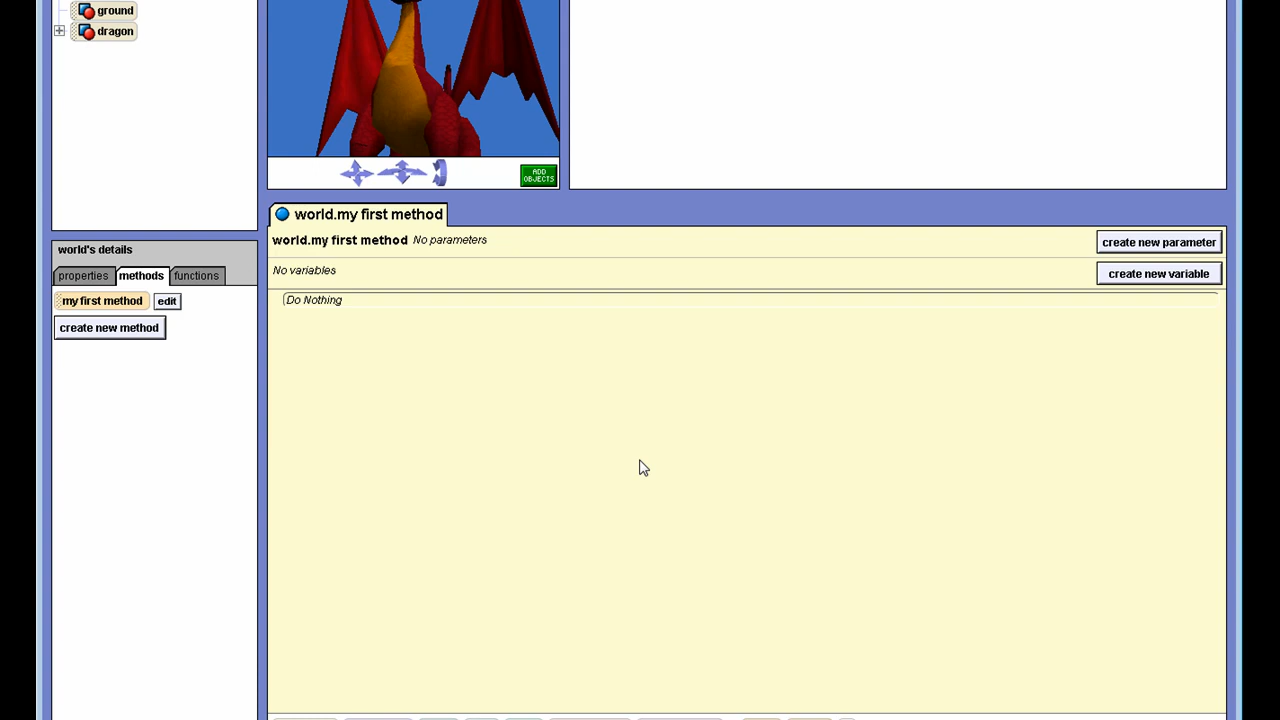 ground
dragon
ADD
OBJECTS
world.my first method
world.my first method No parameters
create new parameter
No variables
create new variable
Do Nothing
world's details
properties methods functions
my first method edit
create new method